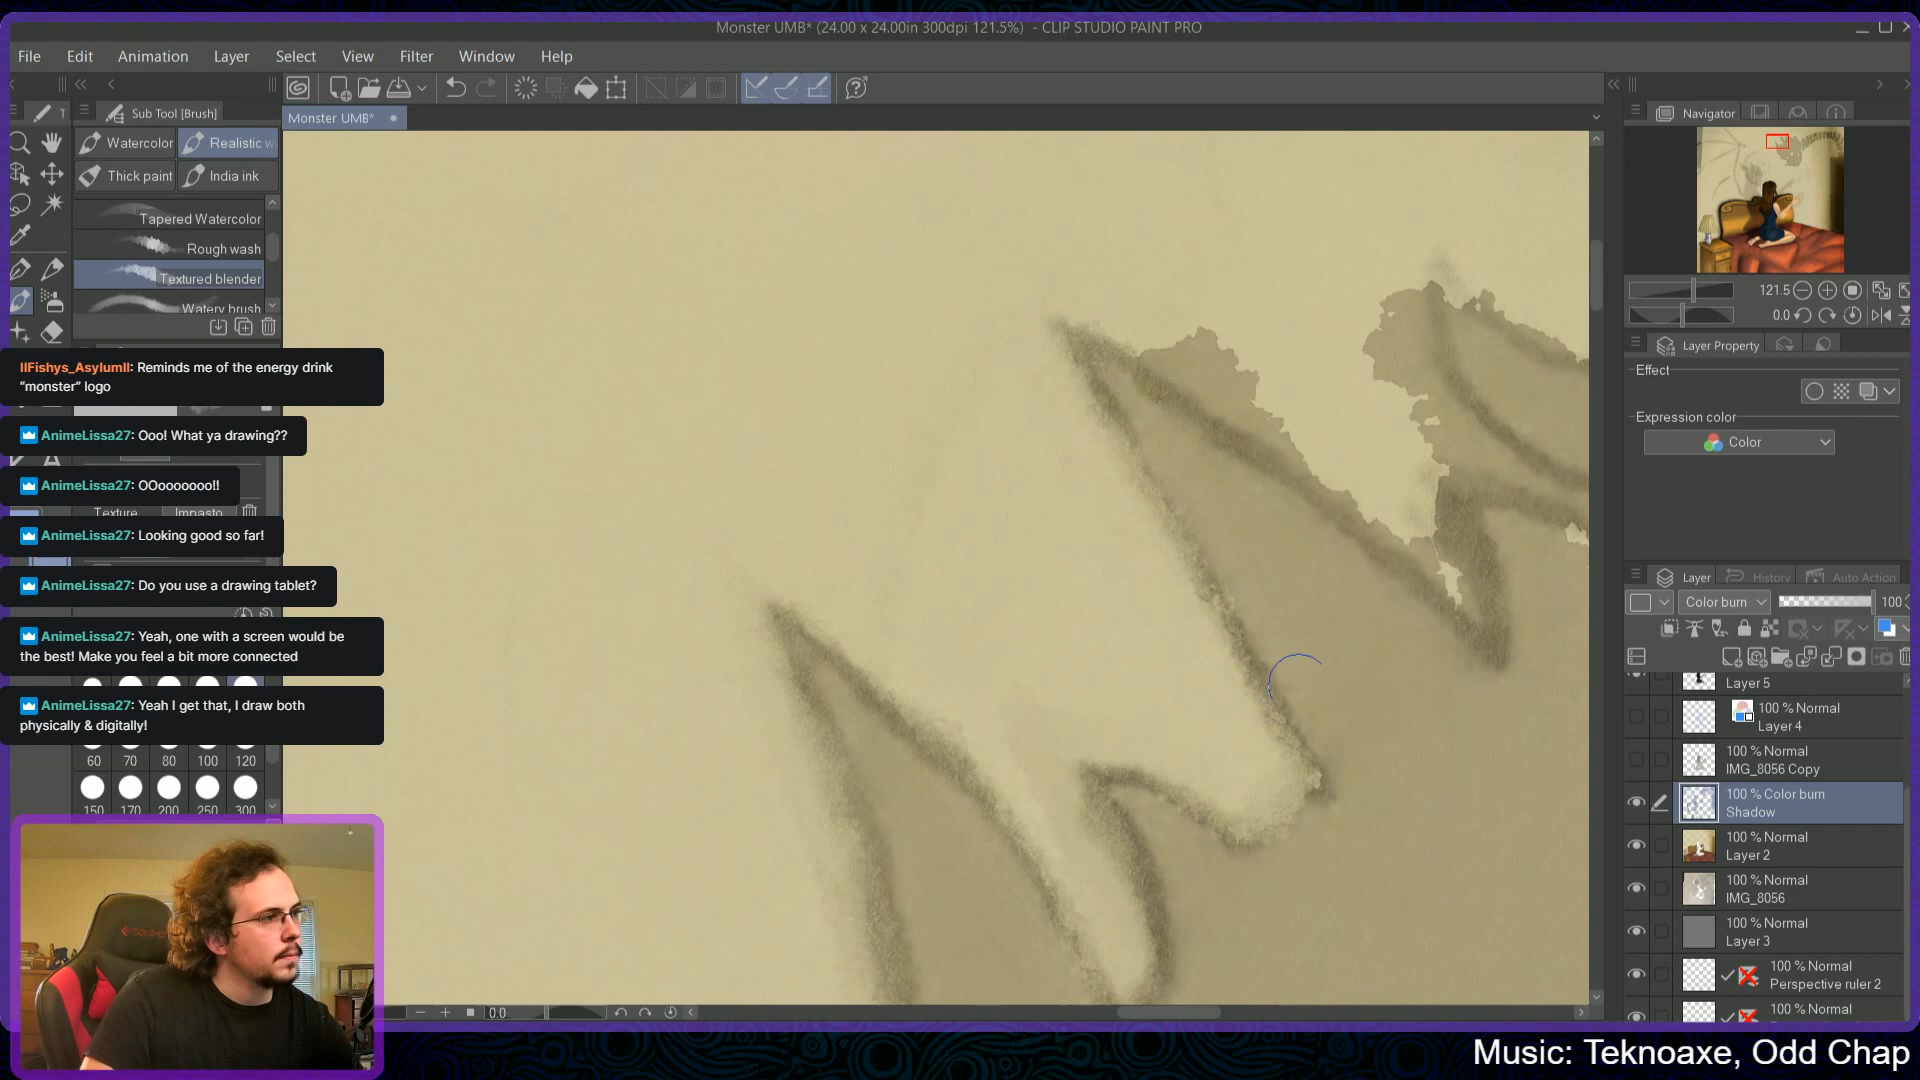 Monster UMB* (24.00 x 24.00in 300dpi 121.5%) - CLIP STUDIO PAINT PRO
File Edit Animation Layer Select View Filter Window Help
Sub Tool [Brush]
Monster UMB*
Navigator
Watercolor
Realistic w
Thick paint
India ink
Tapered Watercolor
Rough wash
Textured blender
Watery brush
121.5
0.0
Layer Property
Effect
Expression color
Color
IIFishys_AsylumII: Reminds me of the energy drink
“monster” logo
AnimeLissa27: Ooo! What ya drawing??
AnimeLissa27: OOooooooo!!
Texture Impasto
AnimeLissa27: Looking good so far!
AnimeLissa27: Do you use a drawing tablet?
AnimeLissa27: Yeah, one with a screen would be
the best! Make you feel a bit more connected
AnimeLissa27: Yeah I get that, I draw both
physically & digitally!
60 70 80 100 120
150 170 200 250 300
Layer History Auto Action
Color burn 100
Layer 5
100 % Normal
Layer 4
100 % Normal
IMG_8056 Copy
100 % Color burn
Shadow
100 % Normal
Layer 2
100 % Normal
IMG_8056
100 % Normal
Layer 3
100 % Normal
Perspective ruler 2
100 % Normal
0.0
Music: Teknoaxe, Odd Chap